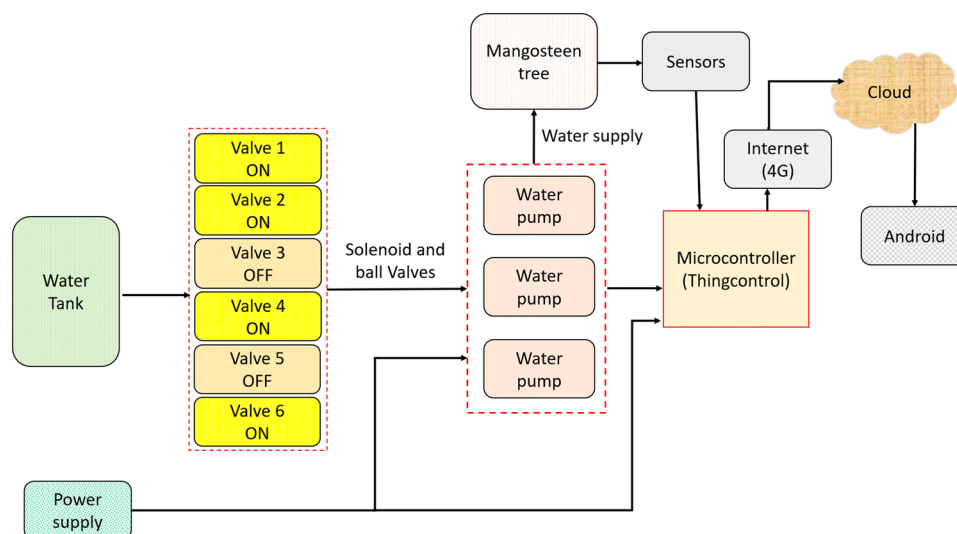 Mangosteen
tree
Sensors
Cloud
Water supply
Internet
(4G)
Valve 1
ON
Valve 2
ON
Valve 3
OFF
Valve 4
ON
Valve 5
OFF
Valve 6
ON
Water
Tank
Solenoid and
ball Valves
Water
pump
Water
pump
Water
pump
Microcontroller
(Thingcontrol)
Android
Power
supply